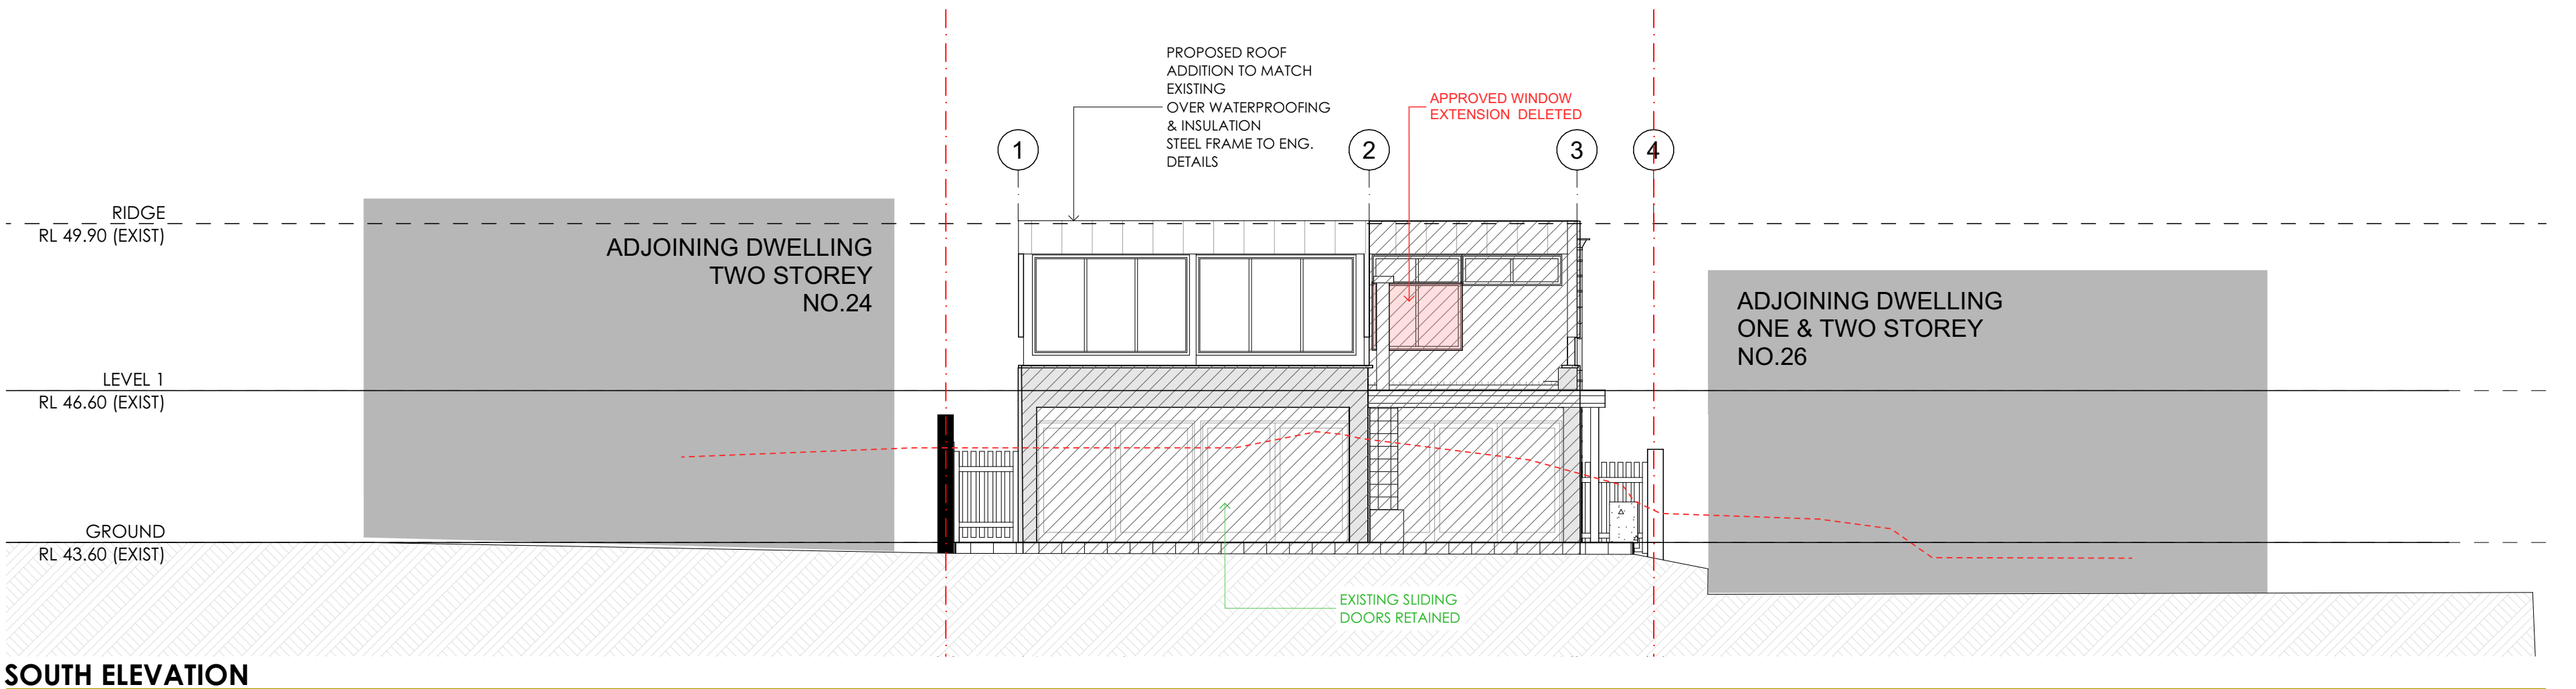 PROPOSED ROOF
ADDITION TO MATCH
EXISTING
OVER WATERPROOFING
& INSULATION
STEEL FRAME TO ENG.
DETAILS
APPROVED WINDOW
EXTENSION DELETED
1
2
3
4
RIDGE
RL 49.90 (EXIST)
ADJOINING DWELLING
TWO STOREY
NO.24
ADJOINING DWELLING
ONE & TWO STOREY
NO.26
LEVEL 1
RL 46.60 (EXIST)
GROUND
RL 43.60 (EXIST)
EXISTING SLIDING
DOORS RETAINED
SOUTH ELEVATION